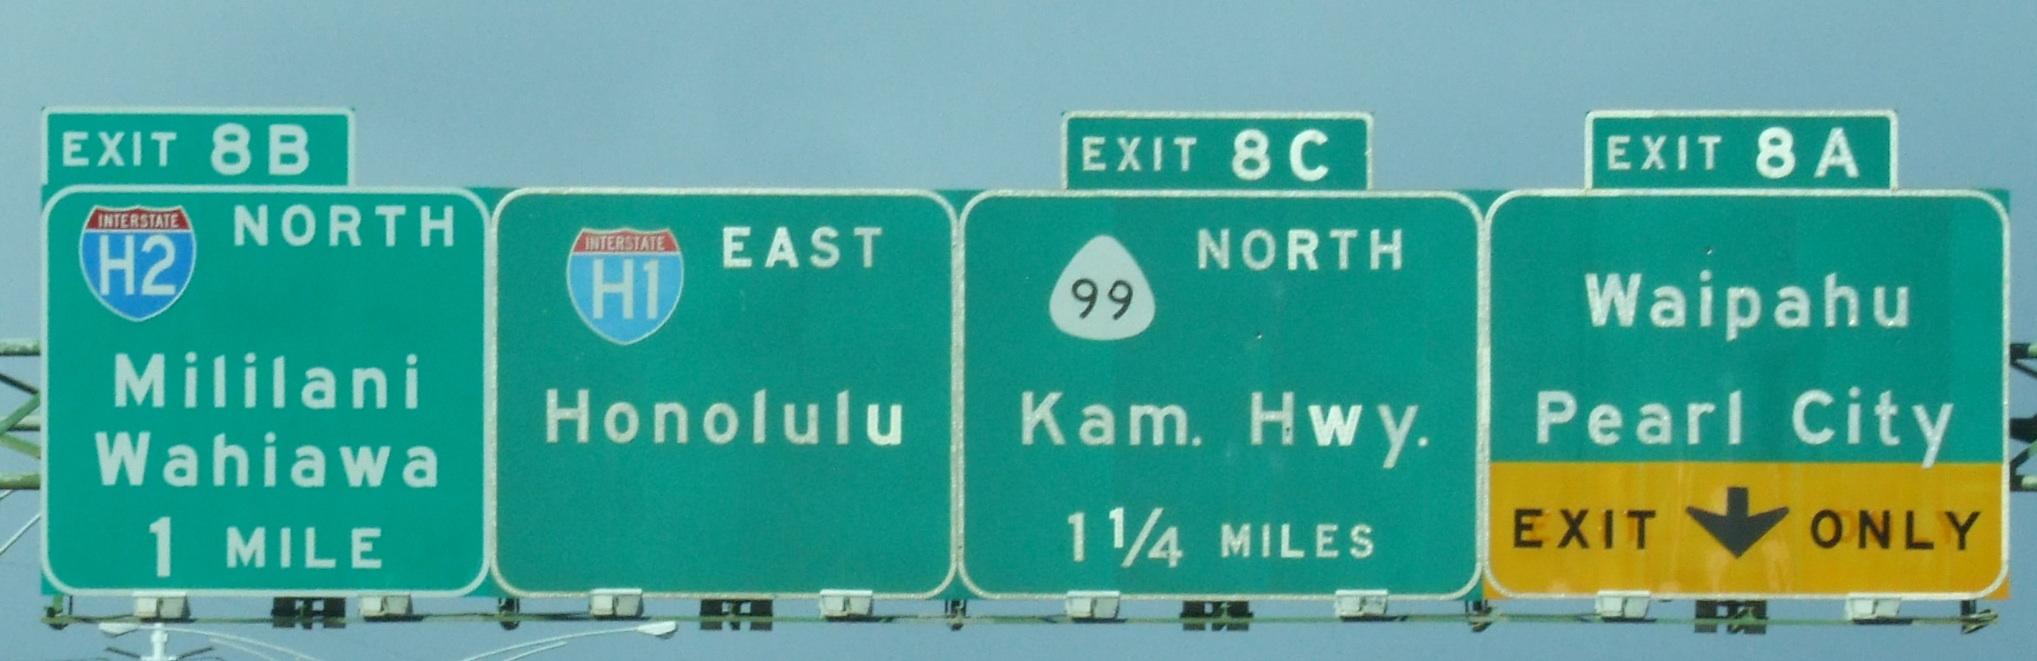 EXIT 8B
INTERSTATE
H2
NORTH
Mililani
Wahiawa
1 MILE
INTERSTATE
H1
EAST
Honolulu
EXIT 8C
99
NORTH
Kam. Hwy.
1 1/4 MILES
EXIT 8A
Waipahu
Pearl City
EXIT ONLY